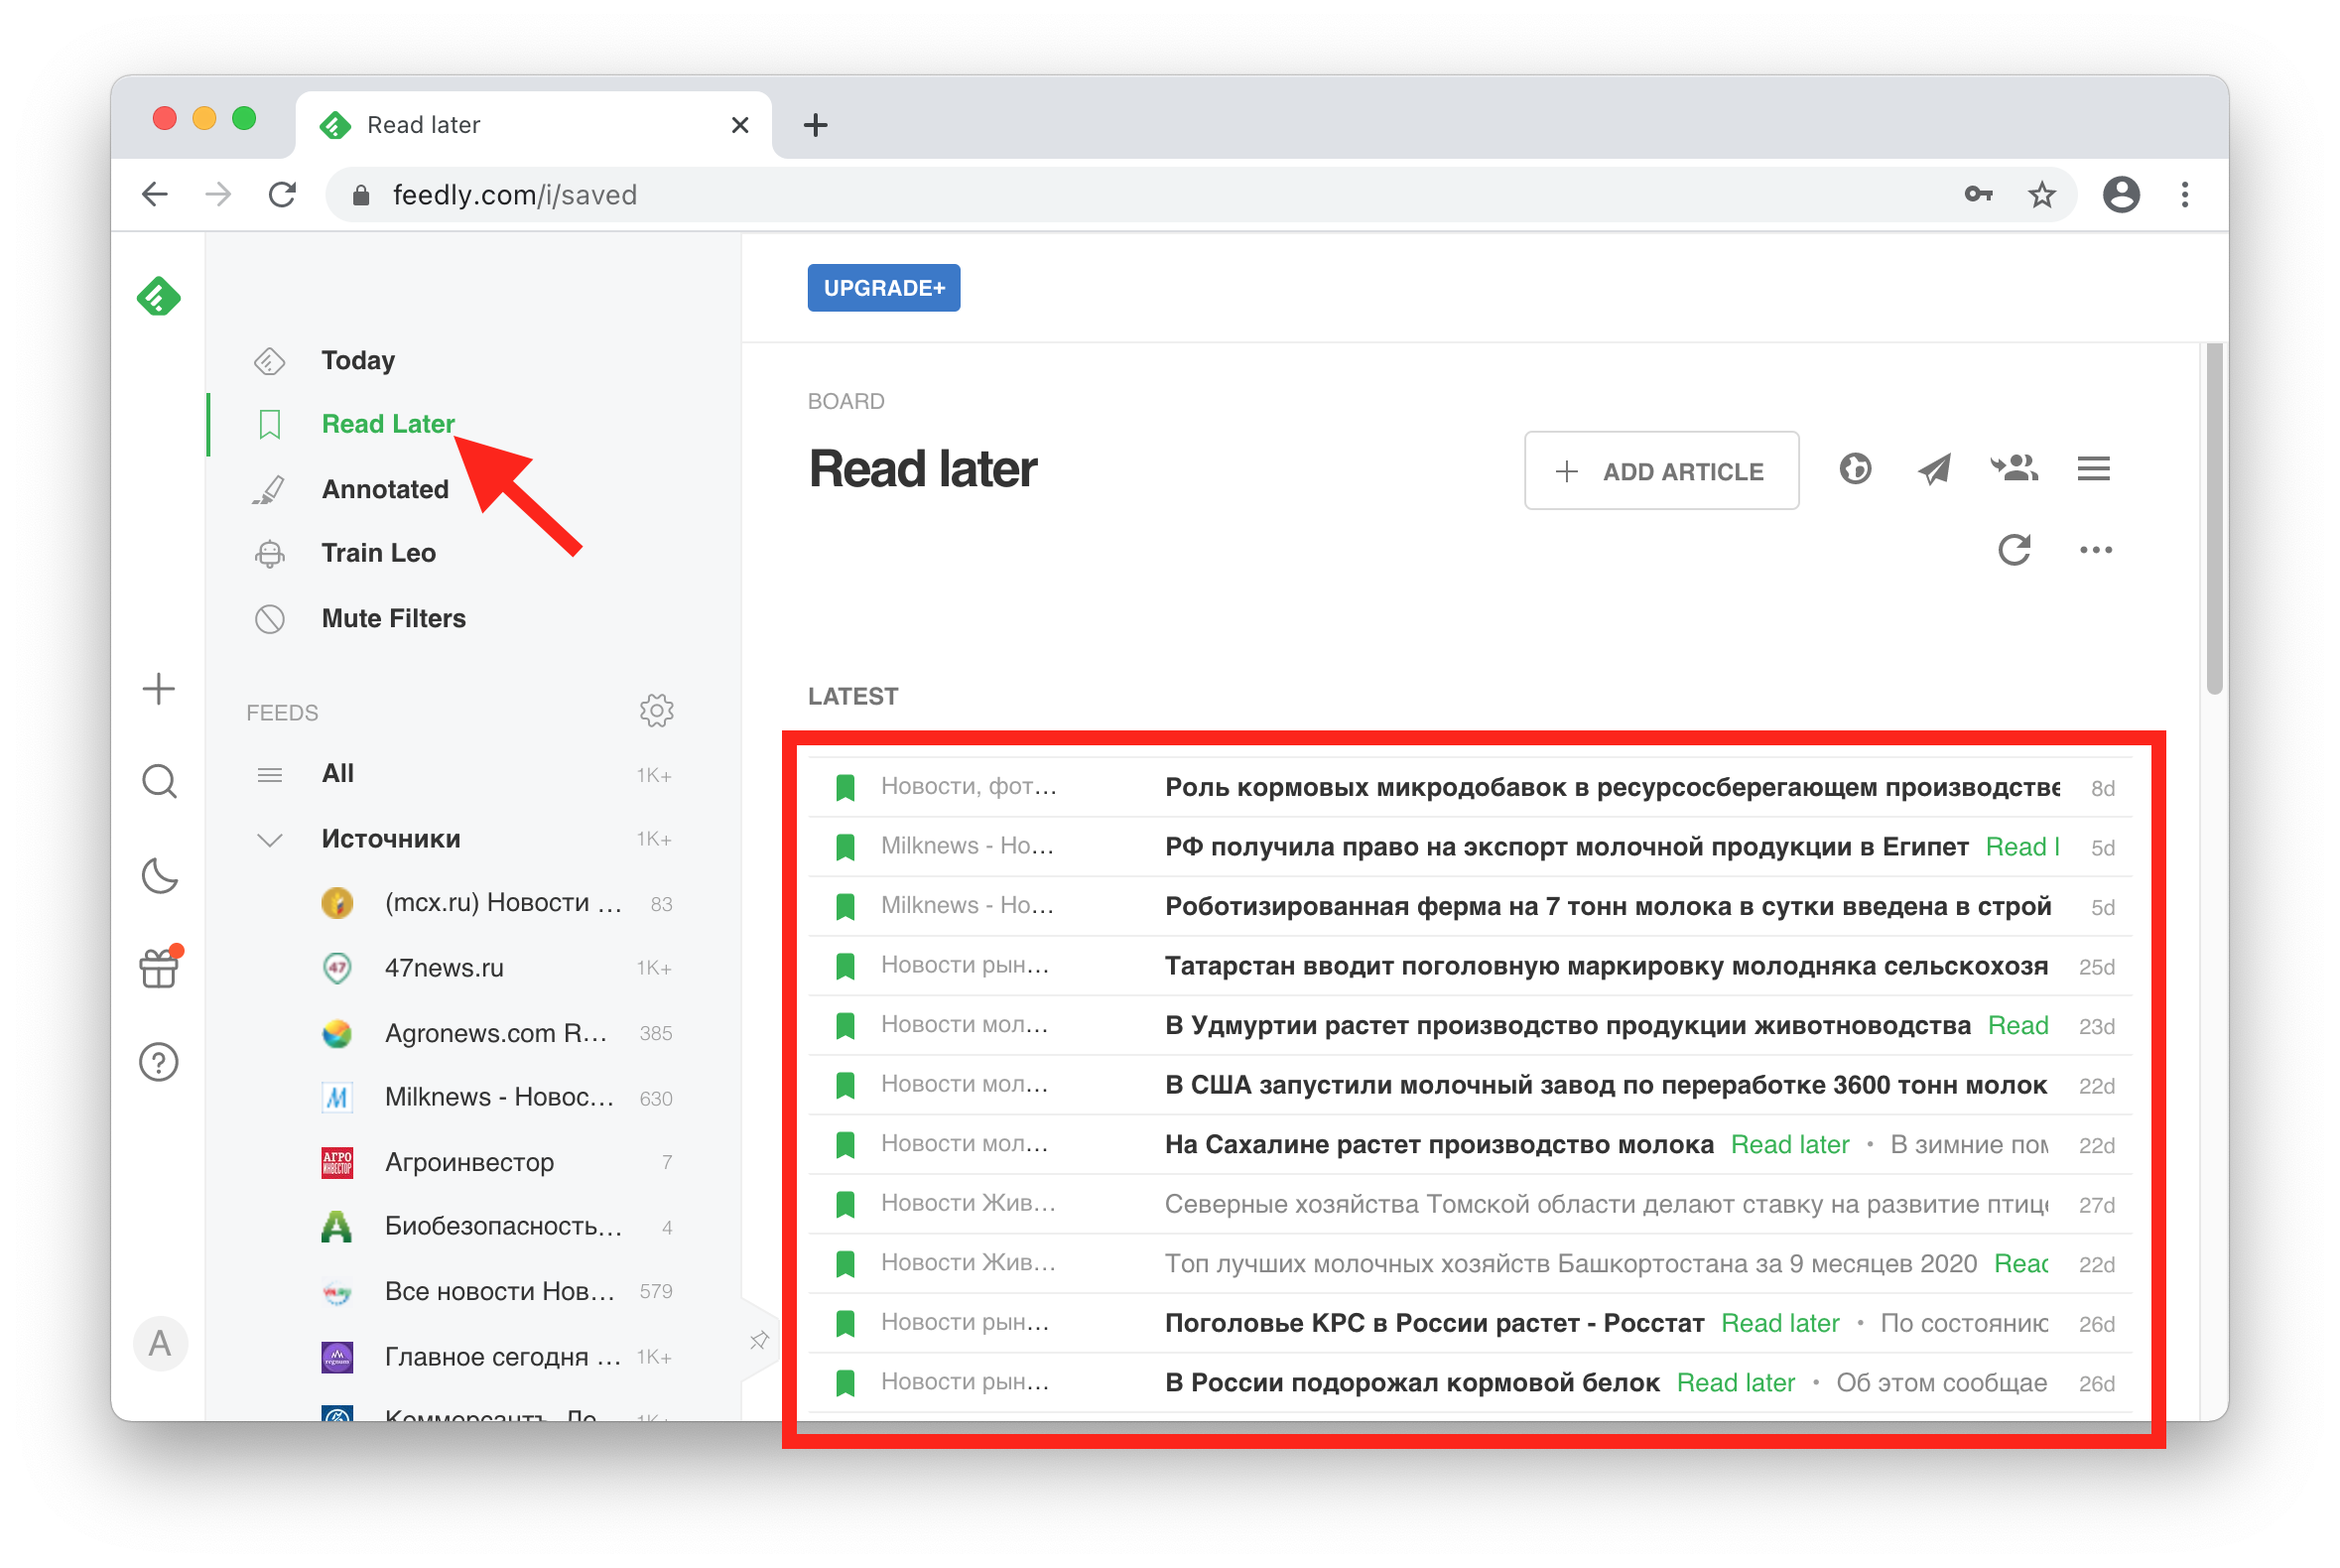 Read later
feedly.com/i/saved
UPGRADE+
Today
Read Later
Annotated
Train Leo
Mute Filters
FEEDS
All 1K+
Источники 1K+
(mcx.ru) Новости ... 83
47 47news.ru 1K+
Agronews.com R... 385
M Milknews - Новос... 630
АГРО ИНВЕСТОР Агроинвестор 7
Биобезопасность... 4
Все новости Нов... 579
Главное сегодня ... 1K+
Коммерсантъ. 1K+
A
BOARD
Read later
ADD ARTICLE
LATEST
Новости, фот... Роль кормовых микродобавок в ресурсосберегающем производстве 8d
Milknews - Но... РФ получила право на экспорт молочной продукции в Египет Read l 5d
Milknews - Но... Роботизированная ферма на 7 тонн молока в сутки введена в строй 5d
Новости рын... Татарстан вводит поголовную маркировку молодняка сельскохозя 25d
Новости мол... В Удмуртии растет производство продукции животноводства Read 23d
Новости мол... В США запустили молочный завод по переработке 3600 тонн молок 22d
Новости мол... На Сахалине растет производство молока Read later • В зимние пом 22d
Новости Жив... Северные хозяйства Томской области делают ставку на развитие птице 27d
Новости Жив... Топ лучших молочных хозяйств Башкортостана за 9 месяцев 2020 Read 22d
Новости рын... Поголовье КРС в России растет - Росстат Read later • По состоянию 26d
Новости рын... В России подорожал кормовой белок Read later • Об этом сообщае 26d